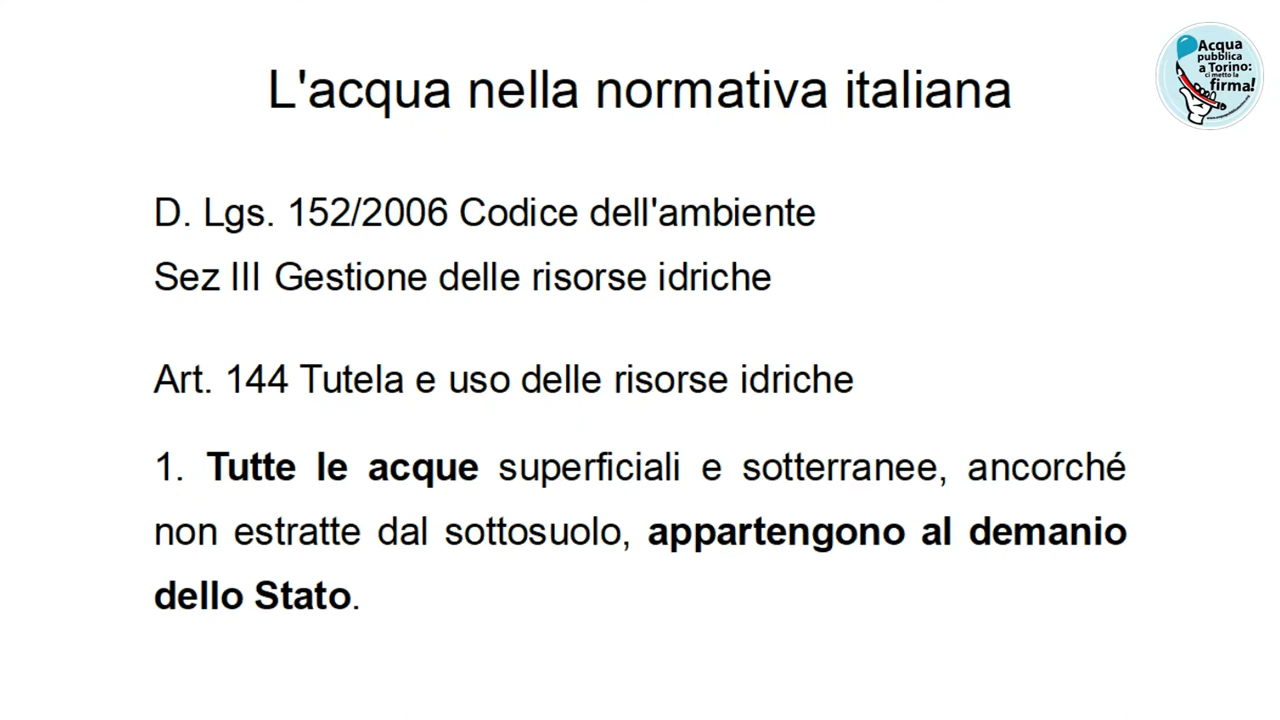 L'acqua nella normativa italiana
Acqua
pubblica
a Torino:
ci metto la
firma!
D. Lgs. 152/2006 Codice dell'ambiente
Sez III Gestione delle risorse idriche
Art. 144 Tutela e uso delle risorse idriche
1. Tutte le acque superficiali e sotterranee, ancorché
non estratte dal sottosuolo, appartengono al demanio
dello Stato.